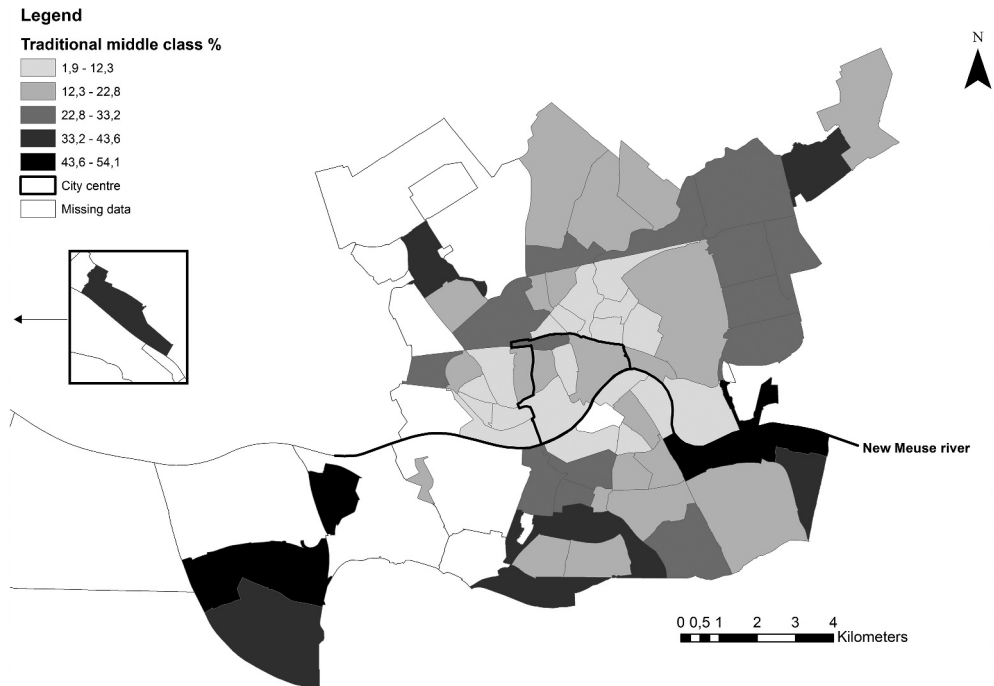 Legend
Traditional middle class %
1,9 - 12,3
12,3 - 22,8
22,8 - 33,2
33,2 - 43,6
43,6 - 54,1
City centre
Missing data
N
New Meuse river
0 0,5 1 2 3 4
Kilometers